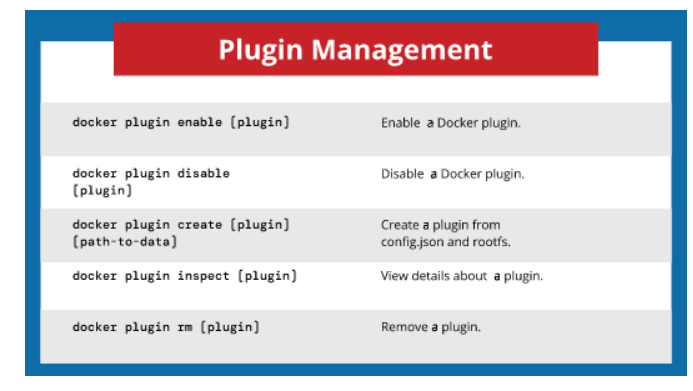 Plugin Management
docker plugin enable [plugin]
Enable a Docker plugin.
docker plugin disable
[plugin]
Disable a Docker plugin.
docker plugin create [plugin]
[path-to-data]
Create a plugin from
config.json and rootfs.
docker plugin inspect [plugin]
View details about a plugin.
docker plugin rm [plugin]
Remove a plugin.